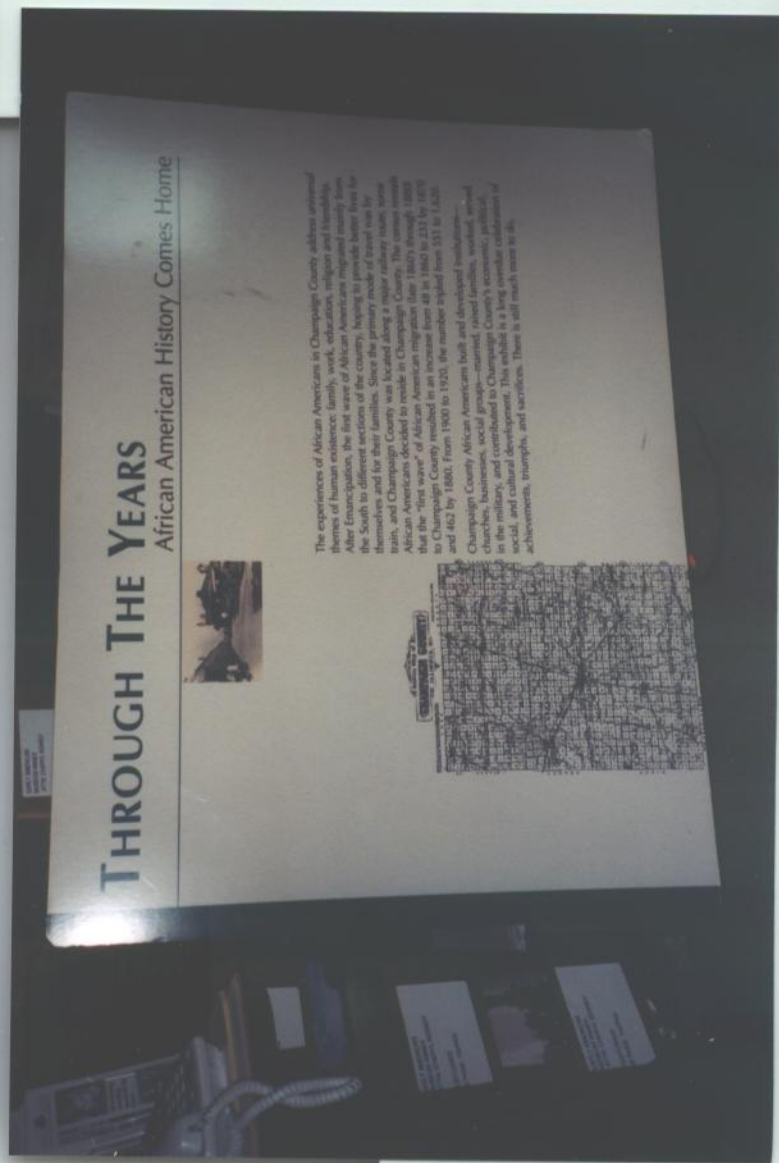 THROUGH THE YEARS
African American History Comes Home
The experiences of African Americans in Champaign County address universal
themes of human existence: family, work, education, religion and friendship.
After Emancipation, the first wave of African Americans migrated mainly from
the South to different sections of the country, hoping to provide better lives for
themselves and for their families. Since the primary mode of travel was by
train, and Champaign County was located along a major railway route, some
African Americans decided to reside in Champaign County. The census reveals
that the "first wave" of African American migration (late 1860's through 1880)
to Champaign County resulted in an increase from 48 in 1860 to 233 by 1870
and 462 by 1880. From 1900 to 1920, the number tripled from 551 to 1,620.
Champaign County African Americans built and developed institutions—
churches, businesses, social groups—married, raised families, worked, served
in the military, and contributed to Champaign County's economic, political,
social, and cultural development. This exhibit is a long overdue celebration of
achievements, triumphs, and sacrifices. There is still much more to do.
CHAMPAIGN COUNTY